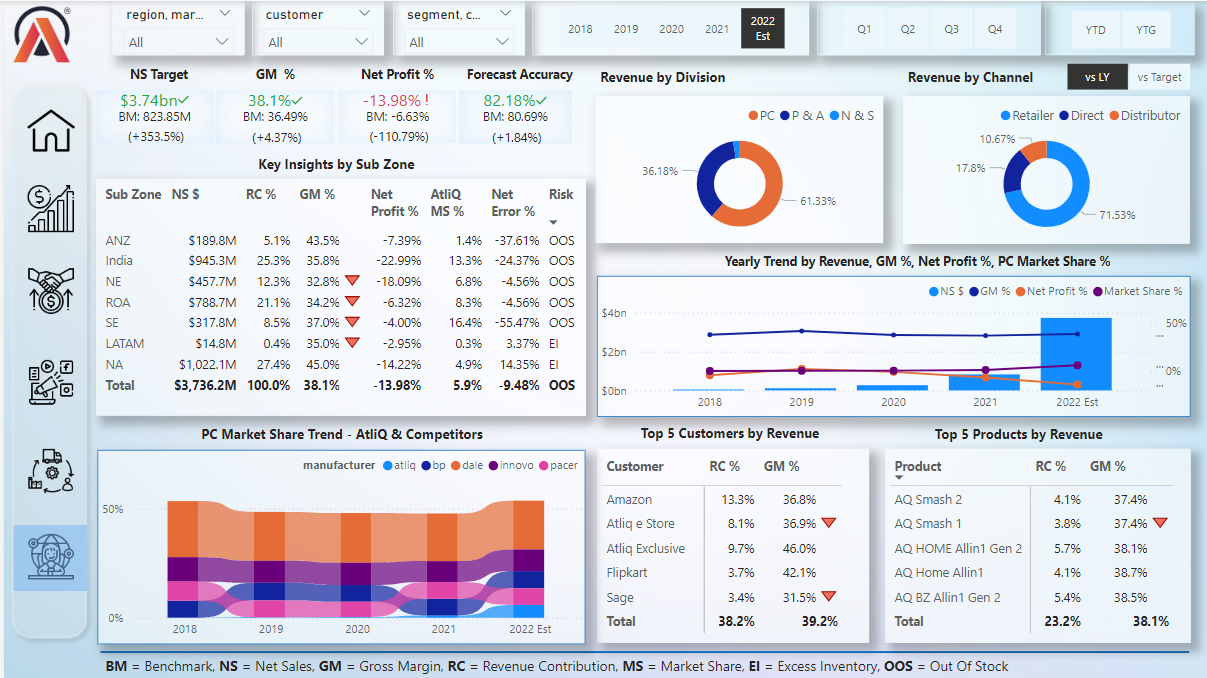 region, mar... customer segment, c...
All All All
2018 2019 2020 2021 2022 Est
Q1 Q2 Q3 Q4
YTD YTG
NS Target GM % Net Profit % Forecast Accuracy
$3.74bn 38.1% -13.98% ! 82.18%
BM: 823.85M BM: 36.49% BM: -6.63% BM: 80.69%
(+353.5%) (+4.37%) (-110.79%) (+1.84%)
Revenue by Division
PC P & A N & S
36.18%
61.33%
Revenue by Channel
vs LY vs Target
Retailer Direct Distributor
10.67%
17.8%
71.53%
Key Insights by Sub Zone
Sub Zone NS $ RC % GM % Net Profit % AtliQ MS % Net Error % Risk
ANZ $189.8M 5.1% 43.5% -7.39% 1.4% -37.61% OOS
India $945.3M 25.3% 35.8% -22.99% 13.3% -24.37% OOS
NE $457.7M 12.3% 32.8% -18.09% 6.8% -4.56% OOS
ROA $788.7M 21.1% 34.2% -6.32% 8.3% -4.56% OOS
SE $317.8M 8.5% 37.0% -4.00% 16.4% -55.47% OOS
LATAM $14.8M 0.4% 35.0% -2.95% 0.3% 3.37% EI
NA $1,022.1M 27.4% 45.0% -14.22% 4.9% 14.35% EI
Total $3,736.2M 100.0% 38.1% -13.98% 5.9% -9.48% OOS
Yearly Trend by Revenue, GM %, Net Profit %, PC Market Share %
NS $ GM % Net Profit % Market Share %
$4bn 50%
...
$2bn
... 0%
$0bn ...
2018 2019 2020 2021 2022 Est
PC Market Share Trend - AtliQ & Competitors
manufacturer atliq bp dale innovo pacer
50%
0%
2018 2019 2020 2021 2022 Est
Top 5 Customers by Revenue
Customer RC % GM %
Amazon 13.3% 36.8%
Atliq e Store 8.1% 36.9%
Atliq Exclusive 9.7% 46.0%
Flipkart 3.7% 42.1%
Sage 3.4% 31.5%
Total 38.2% 39.2%
Top 5 Products by Revenue
Product RC % GM %
AQ Smash 2 4.1% 37.4%
AQ Smash 1 3.8% 37.4%
AQ HOME Allin1 Gen 2 5.7% 38.1%
AQ Home Allin1 4.1% 38.7%
AQ BZ Allin1 Gen 2 5.4% 38.5%
Total 23.2% 38.1%
BM = Benchmark, NS = Net Sales, GM = Gross Margin, RC = Revenue Contribution, MS = Market Share, EI = Excess Inventory, OOS = Out Of Stock